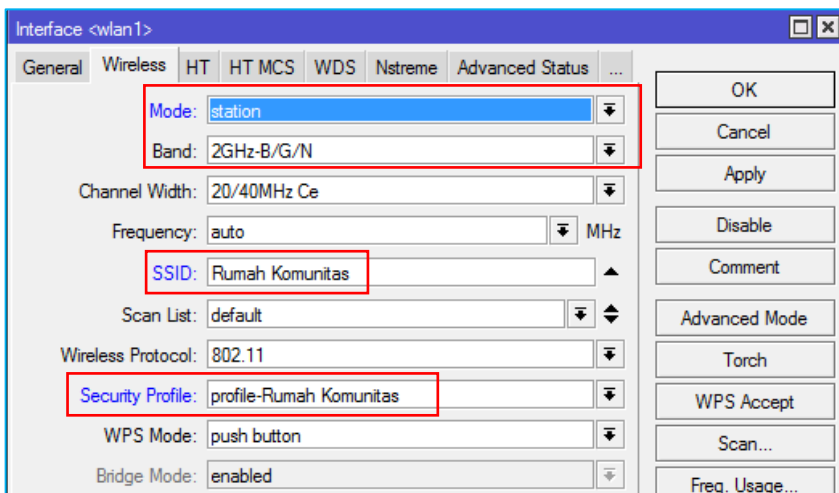 Interface <wlan1>
General Wireless HT HT MCS WDS Nstreme Advanced Status ...
Mode: station
Band: 2GHz-B/G/N
Channel Width: 20/40MHz Ce
Frequency: auto MHz
SSID: Rumah Komunitas
Scan List: default
Wireless Protocol: 802.11
Security Profile: profile-Rumah Komunitas
WPS Mode: push button
Bridge Mode: enabled
OK
Cancel
Apply
Disable
Comment
Advanced Mode
Torch
WPS Accept
Scan...
Freq. Usage...